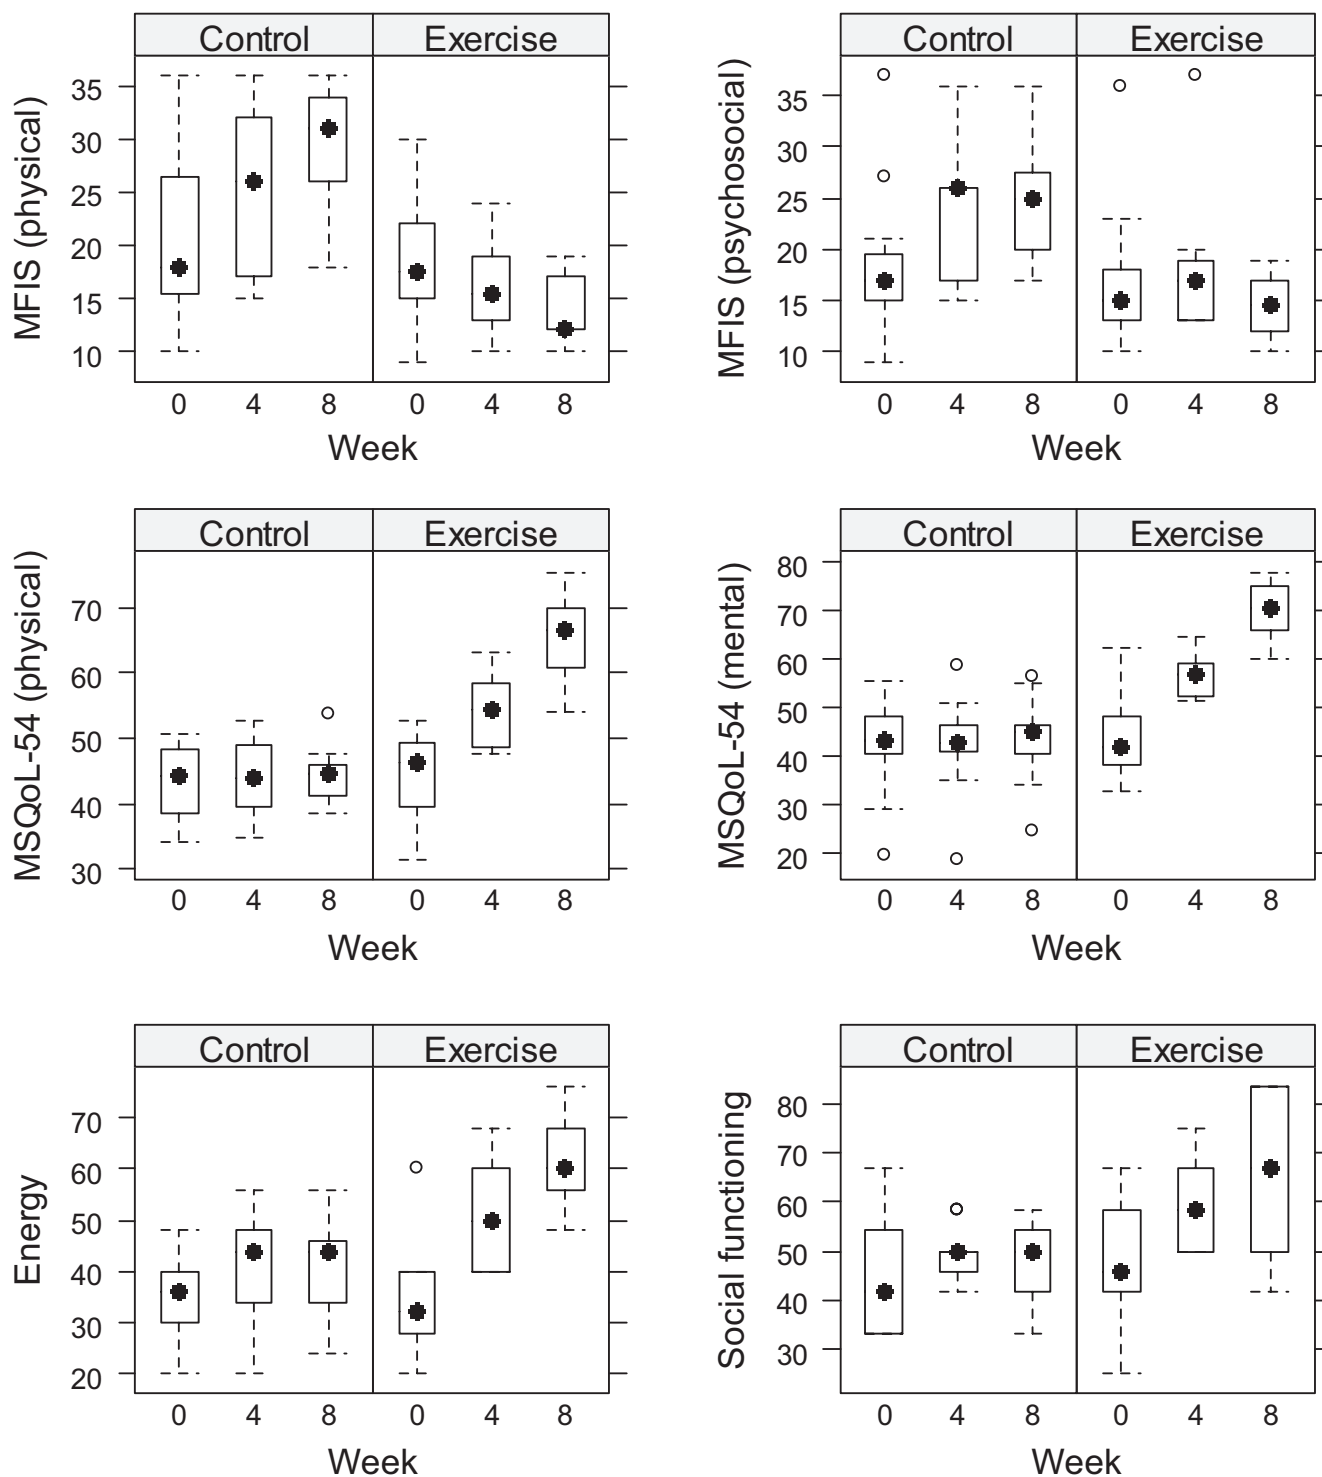 Control Exercise
MFIS (physical)
35
30
25
20
15
10
0 4 8 0 4 8
Week
Control Exercise
MFIS (psychosocial)
35
30
25
20
15
10
0 4 8 0 4 8
Week
Control Exercise
MSQoL-54 (physical)
70
60
50
40
30
0 4 8 0 4 8
Week
Control Exercise
MSQoL-54 (mental)
80
70
60
50
40
30
20
0 4 8 0 4 8
Week
Control Exercise
Energy
70
60
50
40
30
20
0 4 8 0 4 8
Week
Control Exercise
Social functioning
80
70
60
50
40
30
0 4 8 0 4 8
Week